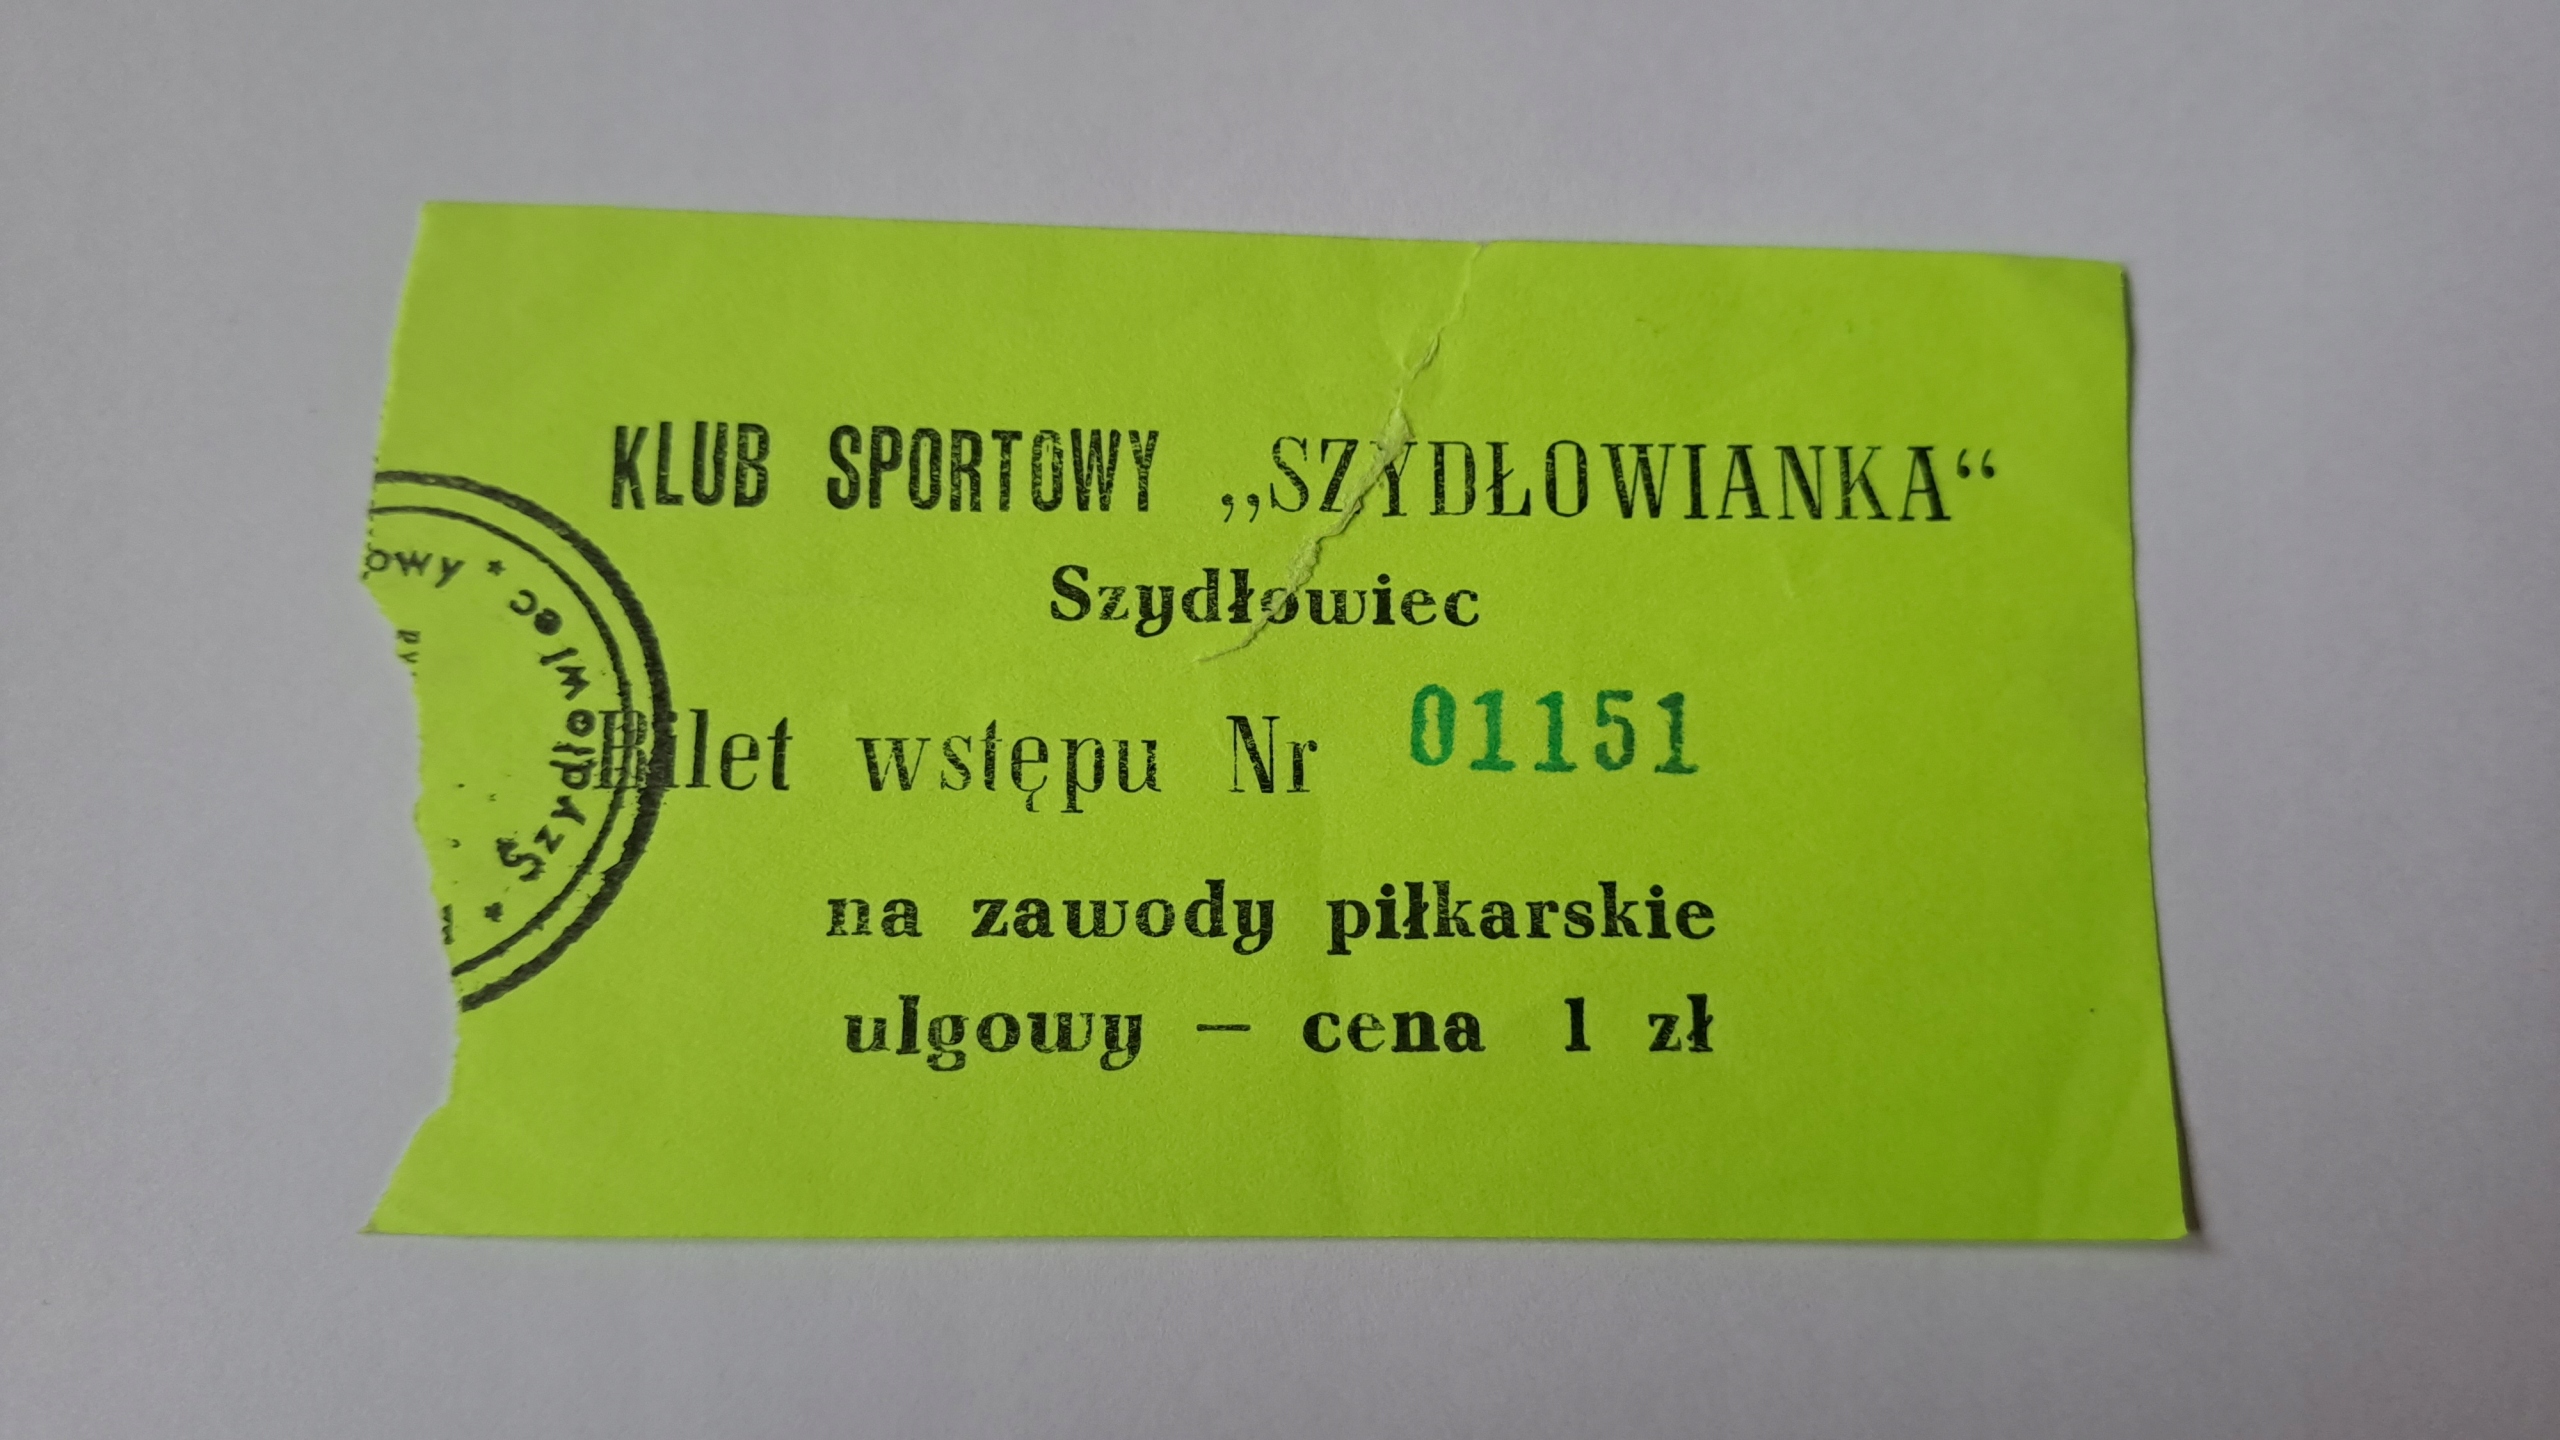 KLUB SPORTOWY „SZYDŁOWIANKA“
Szydłowiec
Bilet wstępu Nr 01151
na zawody piłkarskie
ulgowy — cena 1 zł
owy * Szydłowiec *